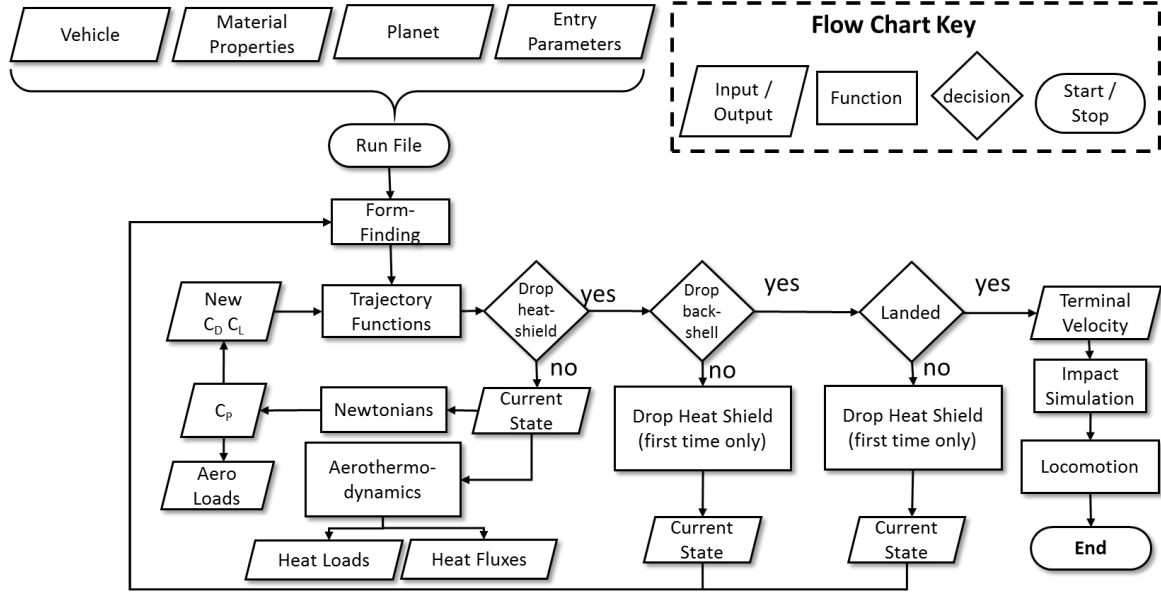 Vehicle
Material
Properties
Planet
Entry
Parameters
Flow Chart Key
Input /
Output
Function
decision
Start /
Stop
Run File
Form-
Finding
New
C_D C_L
Trajectory
Functions
Drop
heat-
shield
yes
Drop
back-
shell
yes
Landed
yes
Terminal
Velocity
no
no
no
C_P
Newtonians
Current
State
Drop Heat Shield
(first time only)
Drop Heat Shield
(first time only)
Impact
Simulation
Aero
Loads
Aerothermo-
dynamics
Locomotion
Heat Loads
Heat Fluxes
Current
State
Current
State
End